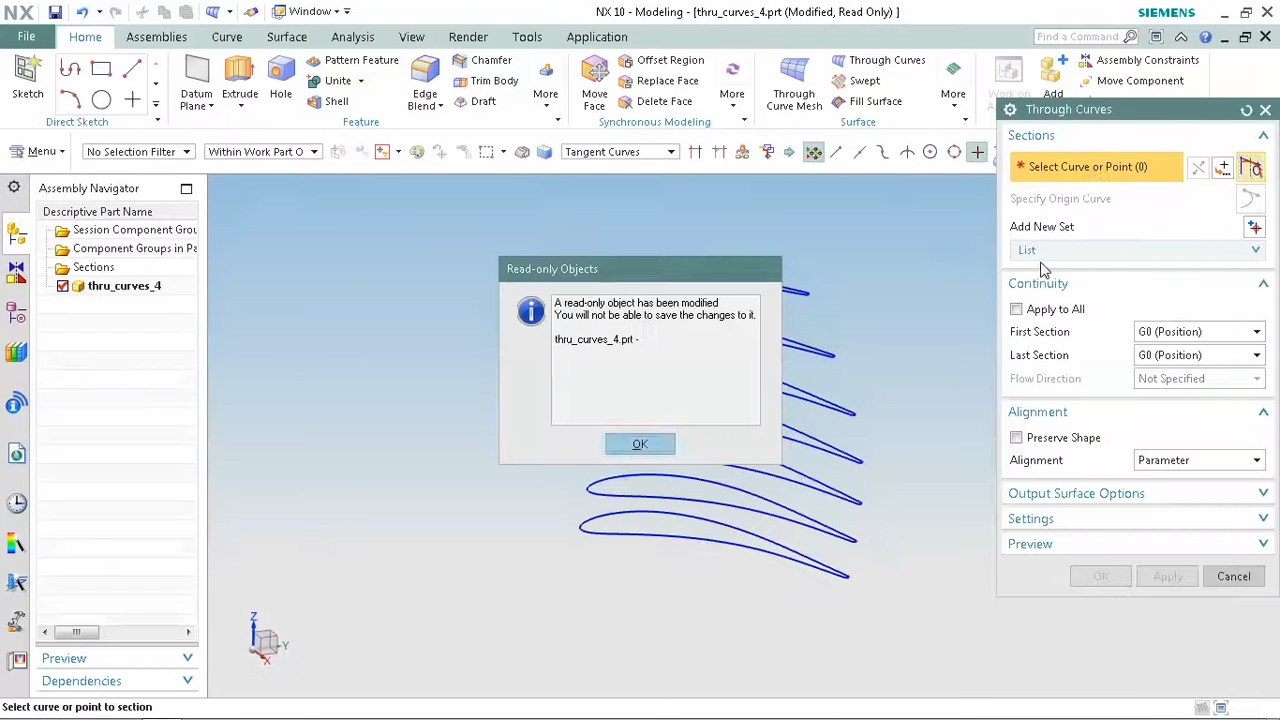 NX
Window
NX 10 - Modeling - [thru_curves_4.prt (Modified, Read Only) ]
SIEMENS
File
Home
Assemblies
Curve
Surface
Analysis
View
Render
Tools
Application
Find a Command
Sketch
Direct Sketch
Datum Plane
Extrude
Hole
Pattern Feature
Unite
Shell
Edge Blend
Chamfer
Trim Body
Draft
More
Feature
Move Face
Offset Region
Replace Face
Delete Face
More
Synchronous Modeling
Through Curve Mesh
Through Curves
Swept
Fill Surface
More
Surface
Work on
Add
Assembly Constraints
Move Component
Menu
No Selection Filter
Within Work Part O
Tangent Curves
Assembly Navigator
Descriptive Part Name
Session Component Grou
Component Groups in Pa
Sections
thru_curves_4
Preview
Dependencies
Read-only Objects
A read-only object has been modified
You will not be able to save the changes to it.
thru_curves_4.prt -
OK
Z
Y
X
Through Curves
Sections
* Select Curve or Point (0)
Specify Origin Curve
Add New Set
List
Continuity
Apply to All
First Section
G0 (Position)
Last Section
G0 (Position)
Flow Direction
Not Specified
Alignment
Preserve Shape
Alignment
Parameter
Output Surface Options
Settings
Preview
OK
Apply
Cancel
Select curve or point to section